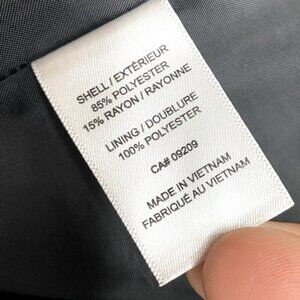 SHELL / EXTÉRIEUR
85% POLYESTER
15% RAYON / RAYONNE
LINING / DOUBLURE
100% POLYESTER
CA# 09209
MADE IN VIETNAM
FABRIQUÉ AU VIETNAM